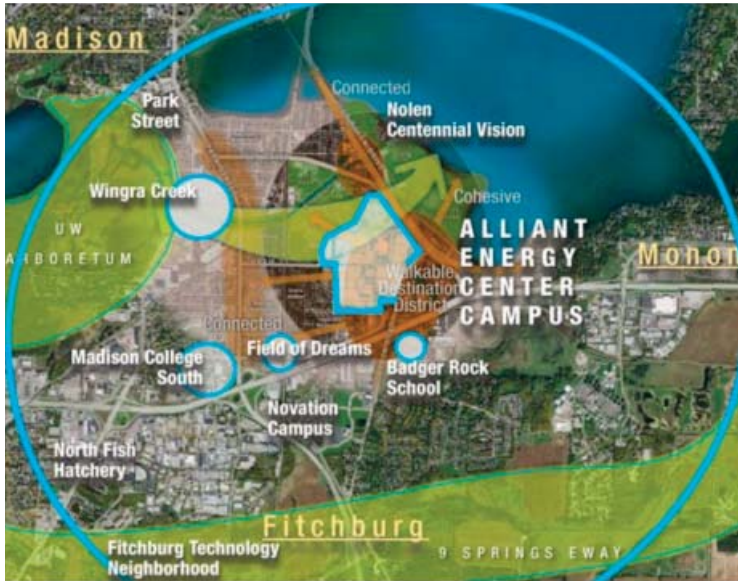 Madison
Connected
Park
Street
Nolen
Centennial Vision
Wingra Creek
Cohesive
UW
ARBORETUM
ALLIANT
ENERGY
CENTER
CAMPUS
Walkable
Destination
District
Monon
Connected
Madison College
South
Field of Dreams
Badger Rock
School
Novation
Campus
North Fish
Hatchery
Fitchburg
Fitchburg Technology
Neighborhood
9 SPRINGS EWAY